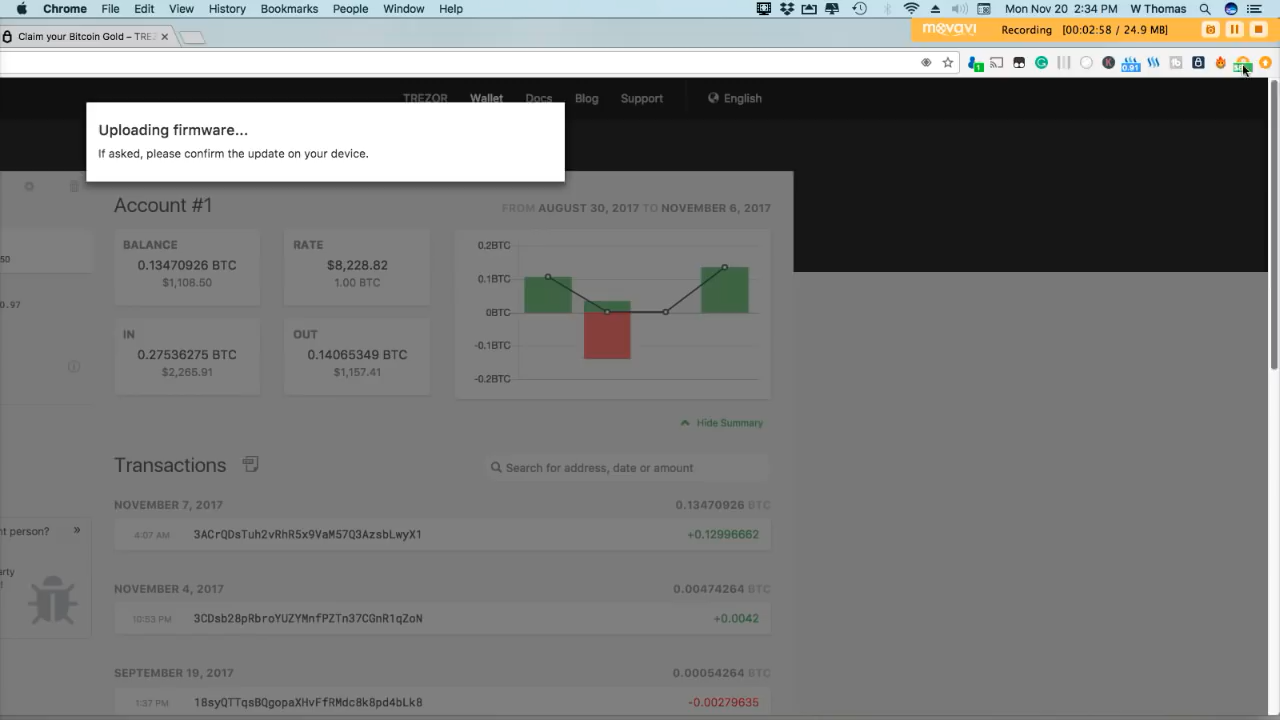 Chrome File Edit View History Bookmarks People Window Help Mon Nov 20 2:34 PM W Thomas
movavi Recording [00:02:58 / 24.9 MB]
Claim your Bitcoin Gold – TREZ
1 0.91
TREZOR Wallet Docs Blog Support English
Uploading firmware...
If asked, please confirm the update on your device.
Account #1 FROM AUGUST 30, 2017 TO NOVEMBER 6, 2017
BALANCE
0.13470926 BTC
$1,108.50
RATE
$8,228.82
1.00 BTC
IN
0.27536275 BTC
$2,265.91
OUT
0.14065349 BTC
$1,157.41
0.2BTC
0.1BTC
0BTC
-0.1BTC
-0.2BTC
50
0.97
Hide Summary
Transactions Search for address, date or amount
NOVEMBER 7, 2017 0.13470926 BTC
4:07 AM 3ACrQDsTuh2vRhR5x9VaM57Q3AzsbLwyX1 +0.12996662
nt person? »
arty
NOVEMBER 4, 2017 0.00474264 BTC
10:53 PM 3CDsb28pRbroYUZYMnfPZTn37CGnR1qZoN +0.0042
SEPTEMBER 19, 2017 0.00054264 BTC
1:37 PM 18syQTTqsBQgopaXHvFfRMdc8k8pd4bLk8 -0.00279635